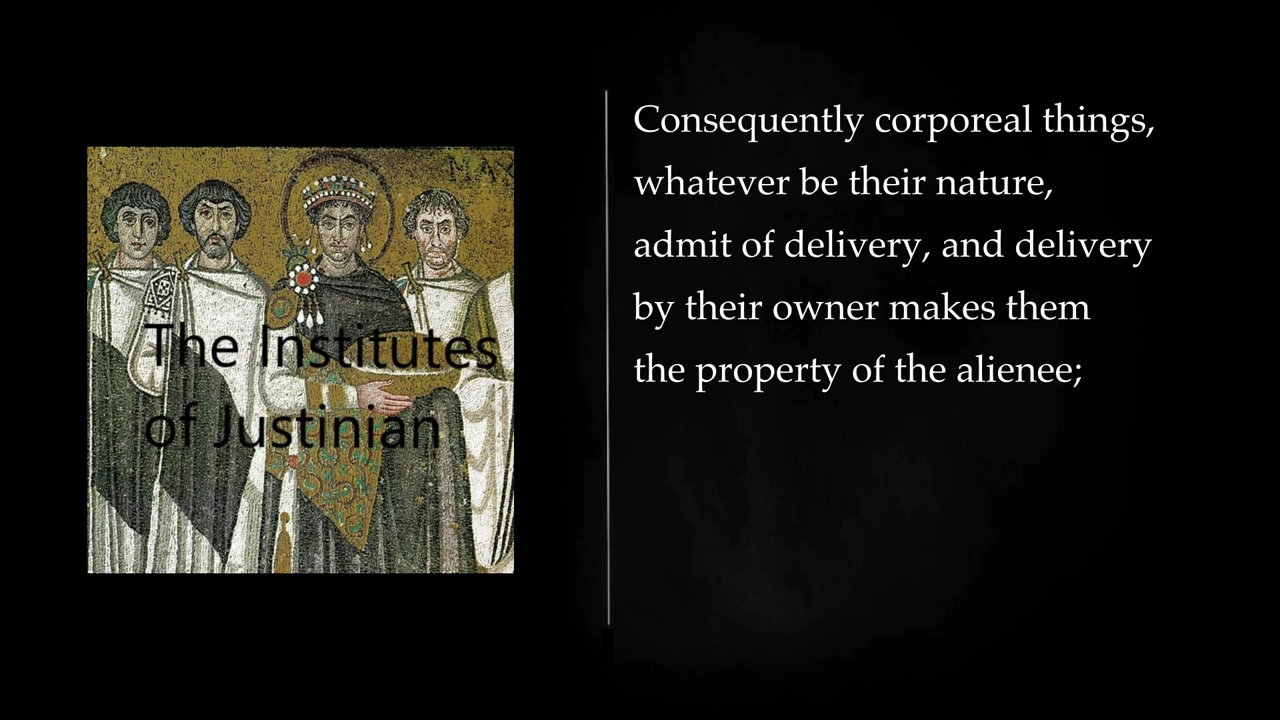 The Institutes
of Justinian
Consequently corporeal things,
whatever be their nature,
admit of delivery, and delivery
by their owner makes them
the property of the alienee;